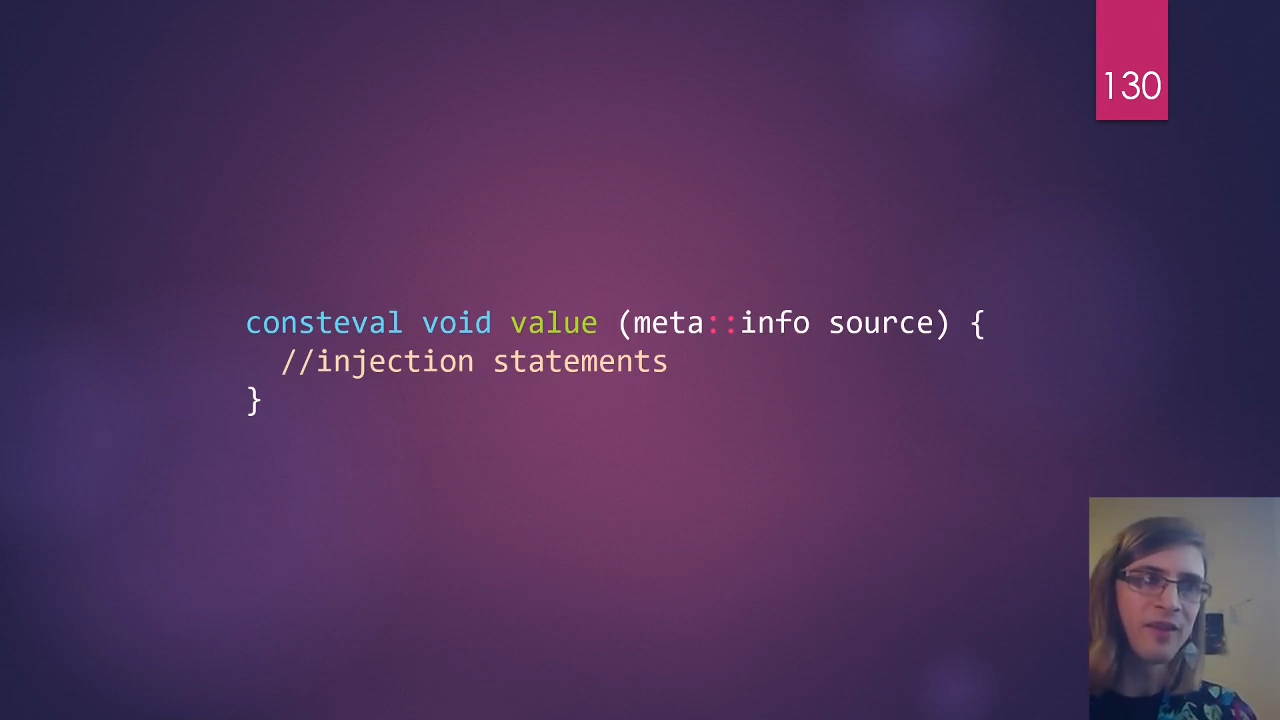 130
consteval void value (meta::info source) {
//injection statements
}